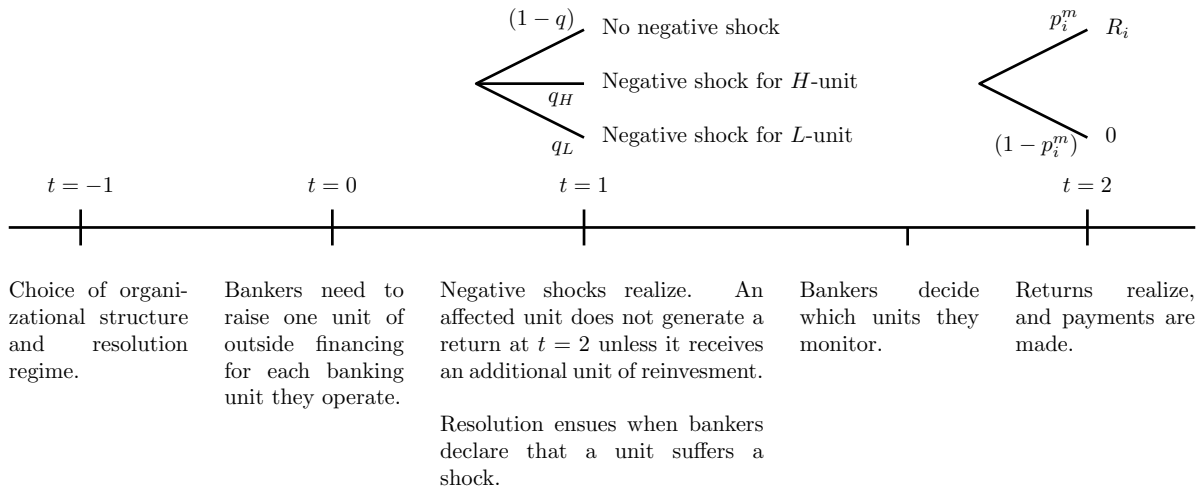 (1 − q)
No negative shock
q_H
Negative shock for H-unit
q_L
Negative shock for L-unit
p_i^m
R_i
(1 − p_i^m)
0
t = −1
t = 0
t = 1
t = 2
Choice of organi-
zational structure
and resolution
regime.
Bankers need to
raise one unit of
outside financing
for each banking
unit they operate.
Negative shocks realize. An
affected unit does not generate a
return at t = 2 unless it receives
an additional unit of reinvesment.
Resolution ensues when bankers
declare that a unit suffers a
shock.
Bankers decide
which units they
monitor.
Returns realize,
and payments are
made.